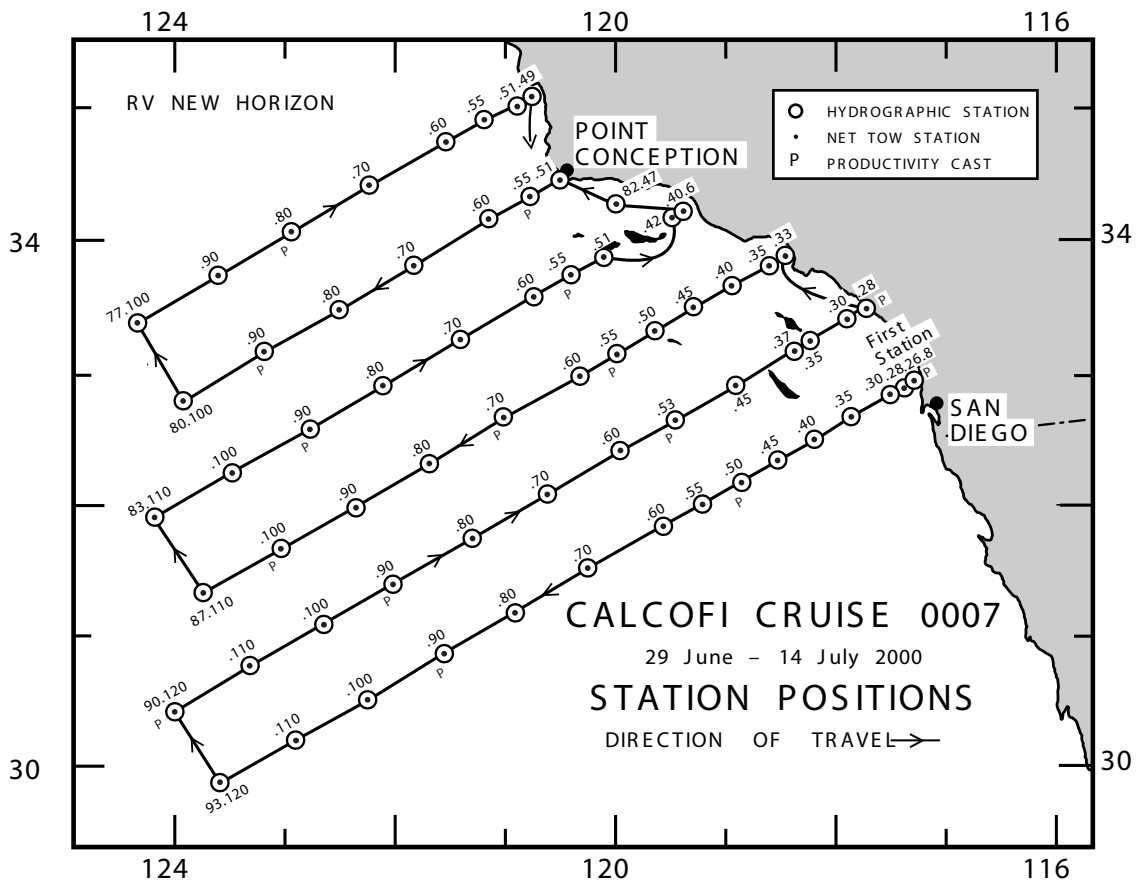 124 120 116
RV NEW HORIZON
HYDROGRAPHIC STATION
NET TOW STATION
P PRODUCTIVITY CAST
POINT
CONCEPTION
34 34
77.100 .90 .80 .70 .60 .55 .51 .49
P
80.100 .90 .80 .70 .60 .55 .51
P P
82.47
83.110 .100 .90 .80 .70 .60 .55 .51 .42 .40.6
P P
87.110 .100 .90 .80 .70 .60 .55 .50 .45 .40 .35 .33
P P P
90.120 .110 .100 .90 .80 .70 .60 .53 .45 .37 .35 .30 .28
P P P P
First
Station
93.120 .110 .100 .90 .80 .70 .60 .55 .50 .45 .40 .35 .30 .28 .26.8
P P P
SAN
DIEGO
CALCOFI CRUISE 0007
29 June – 14 July 2000
STATION POSITIONS
DIRECTION OF TRAVEL
30 30
124 120 116